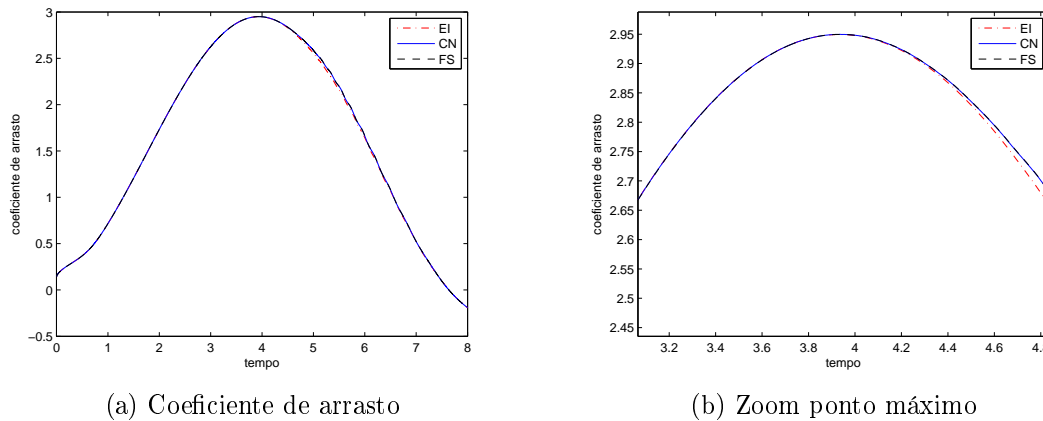 3
2.5
2
1.5
1
0.5
0
−0.5
coeficiente de arrasto
0 1 2 3 4 5 6 7 8
tempo
EI
CN
FS
(a) Coeficiente de arrasto
2.95
2.9
2.85
2.8
2.75
2.7
2.65
2.6
2.55
2.5
2.45
coeficiente de arrasto
3.2 3.4 3.6 3.8 4 4.2 4.4 4.6 4.8
tempo
EI
CN
FS
(b) Zoom ponto máximo